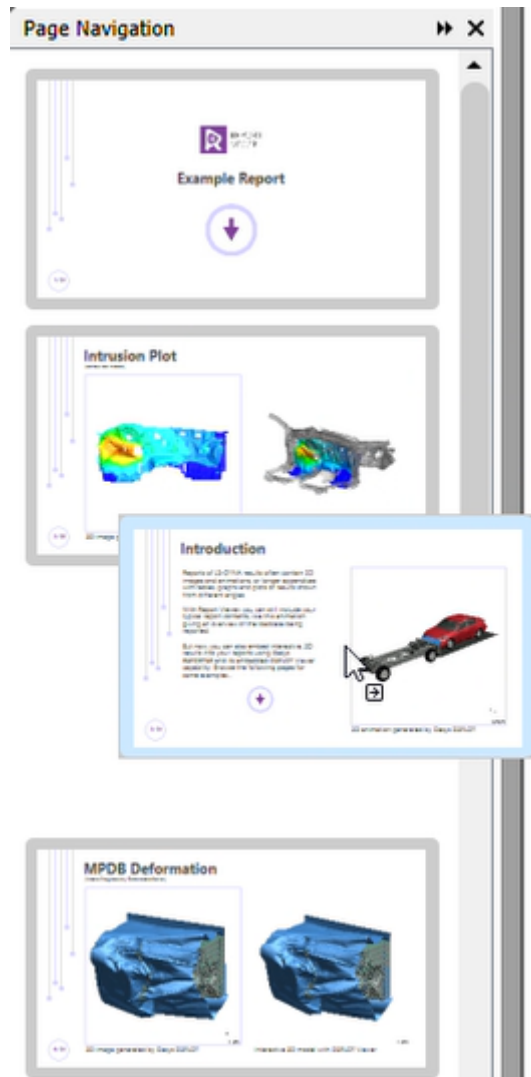 Page Navigation
Example Report
Intrusion Plot
Introduction
Reports of LS-DYNA results often contain 2D
images and animations, or longer appendices
with tables, graphs and plots of results shown
from different angles.
With Report Viewer you can still include your
typical report contents, like this animation
giving an overview of the loadcase being
reported.
But now, you can also embed interactive 3D
results into your reports using Oasys
and its embedded D3PLOT Viewer
capability. Browse the following pages for
some examples...
2D animation generated by Oasys D3PLOT
MPDB Deformation
2D image generated by Oasys D3PLOT
Interactive 3D model with D3PLOT Viewer